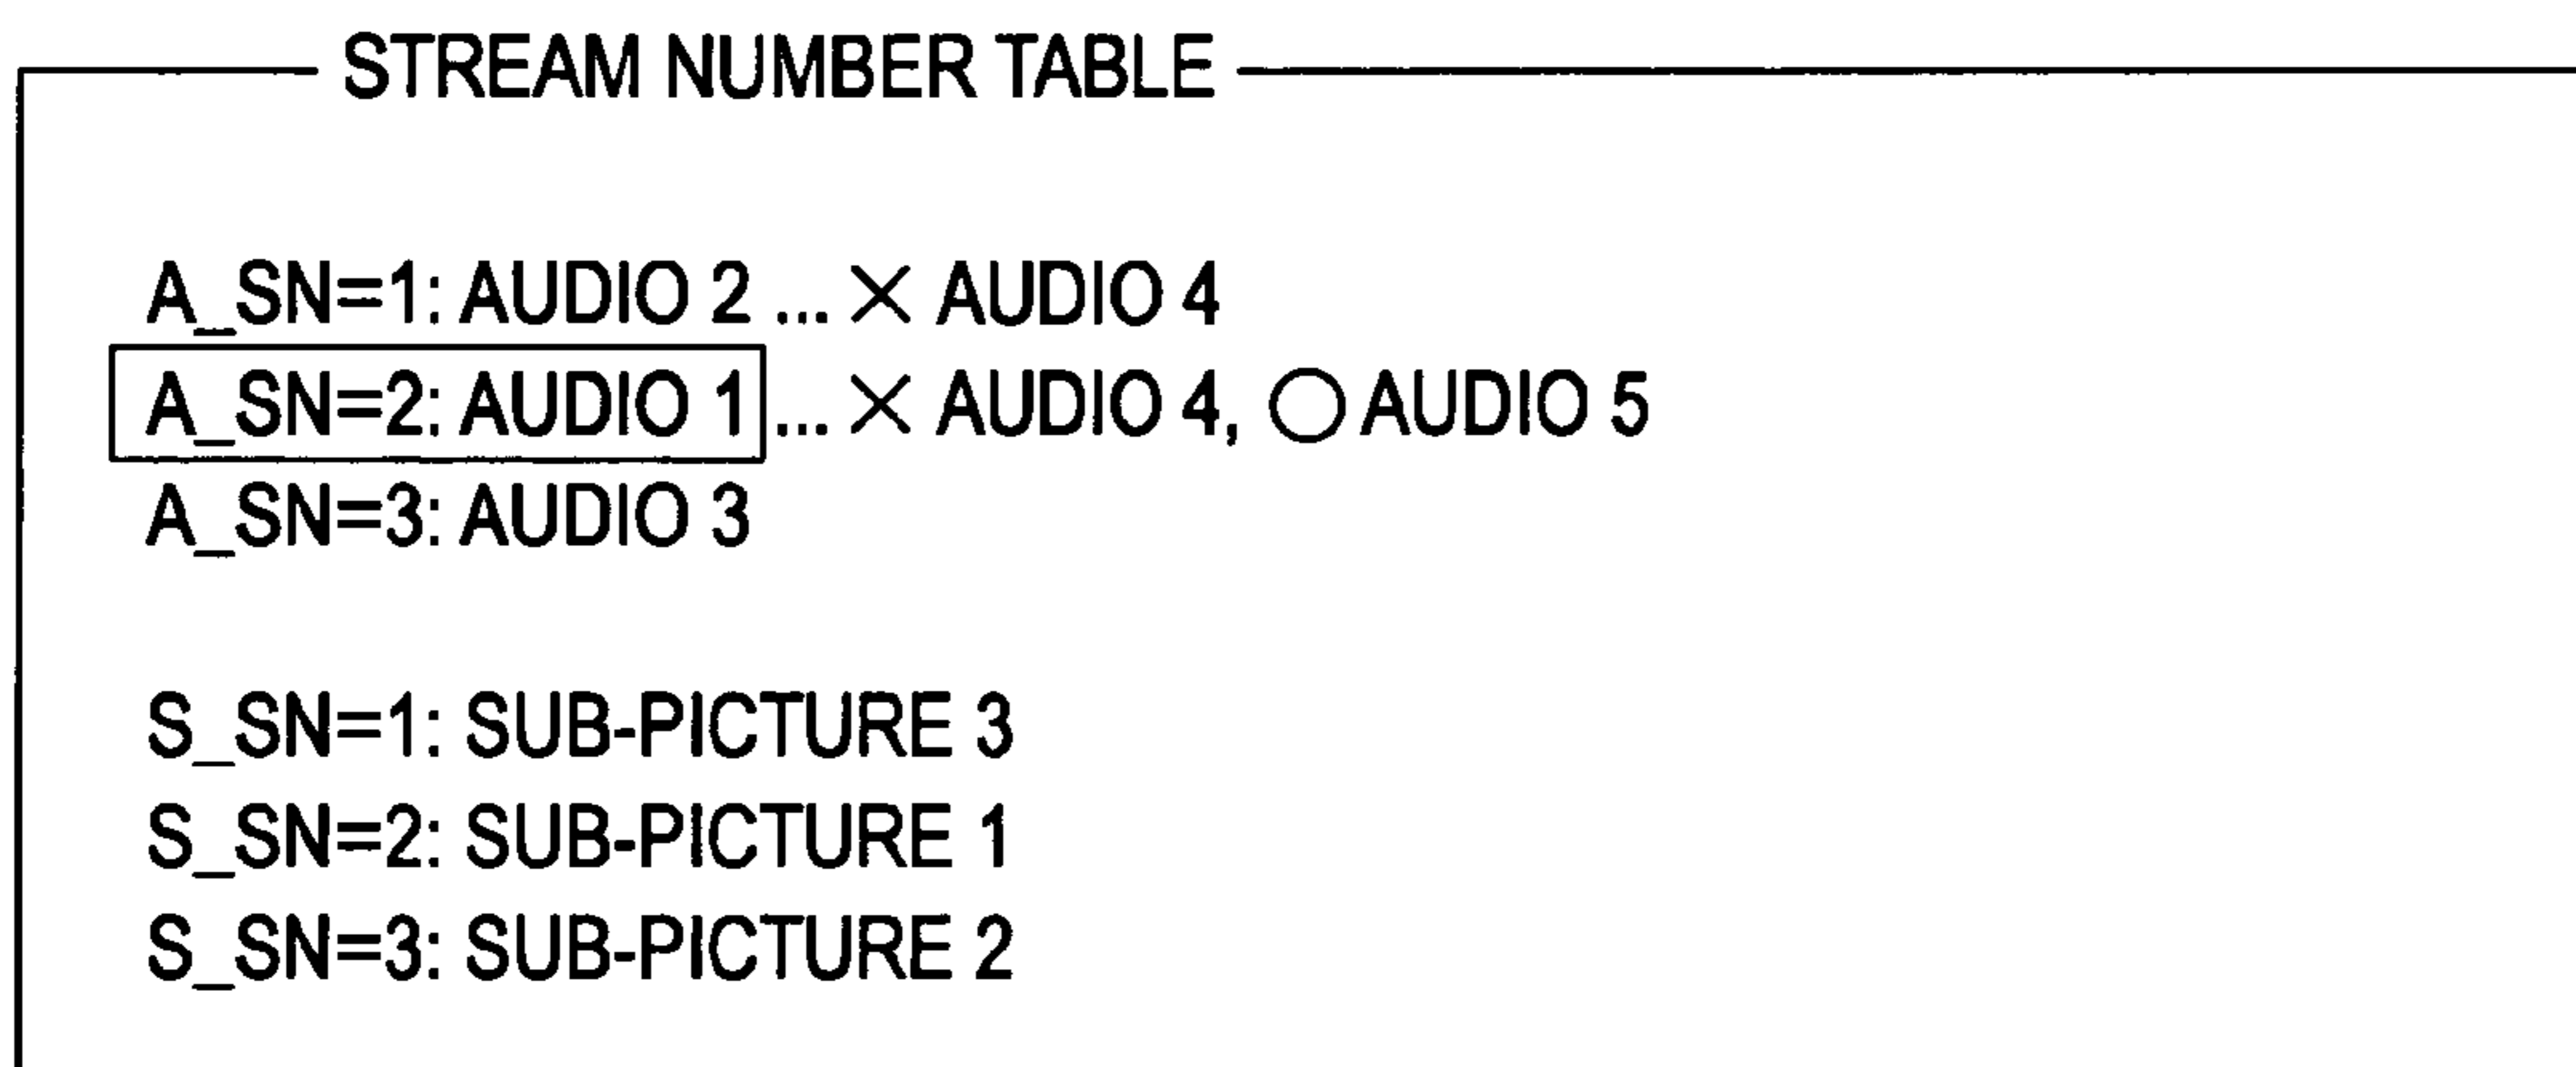 STREAM NUMBER TABLE
A_SN=1: AUDIO 2 ... × AUDIO 4
A_SN=2: AUDIO 1 ... × AUDIO 4, ○ AUDIO 5
A_SN=3: AUDIO 3
S_SN=1: SUB-PICTURE 3
S_SN=2: SUB-PICTURE 1
S_SN=3: SUB-PICTURE 2